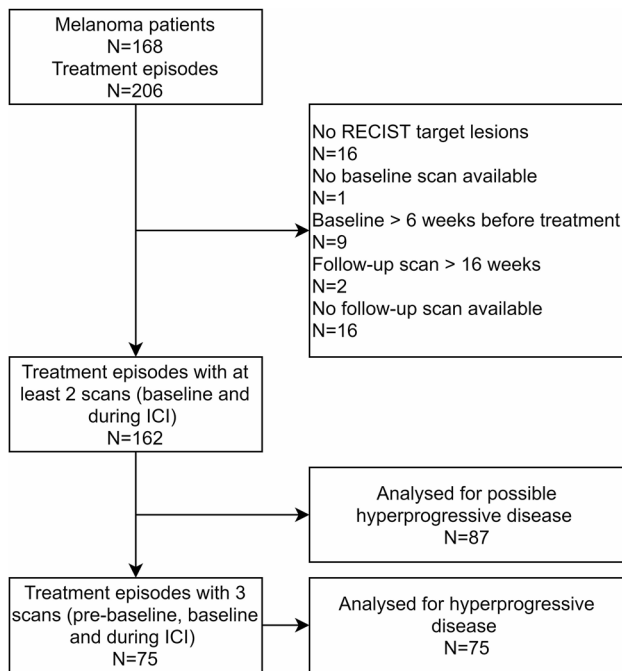 Melanoma patients
N=168
Treatment episodes
N=206
No RECIST target lesions
N=16
No baseline scan available
N=1
Baseline > 6 weeks before treatment
N=9
Follow-up scan > 16 weeks
N=2
No follow-up scan available
N=16
Treatment episodes with at
least 2 scans (baseline and
during ICI)
N=162
Analysed for possible
hyperprogressive disease
N=87
Treatment episodes with 3
scans (pre-baseline, baseline
and during ICI)
N=75
Analysed for hyperprogressive
disease
N=75